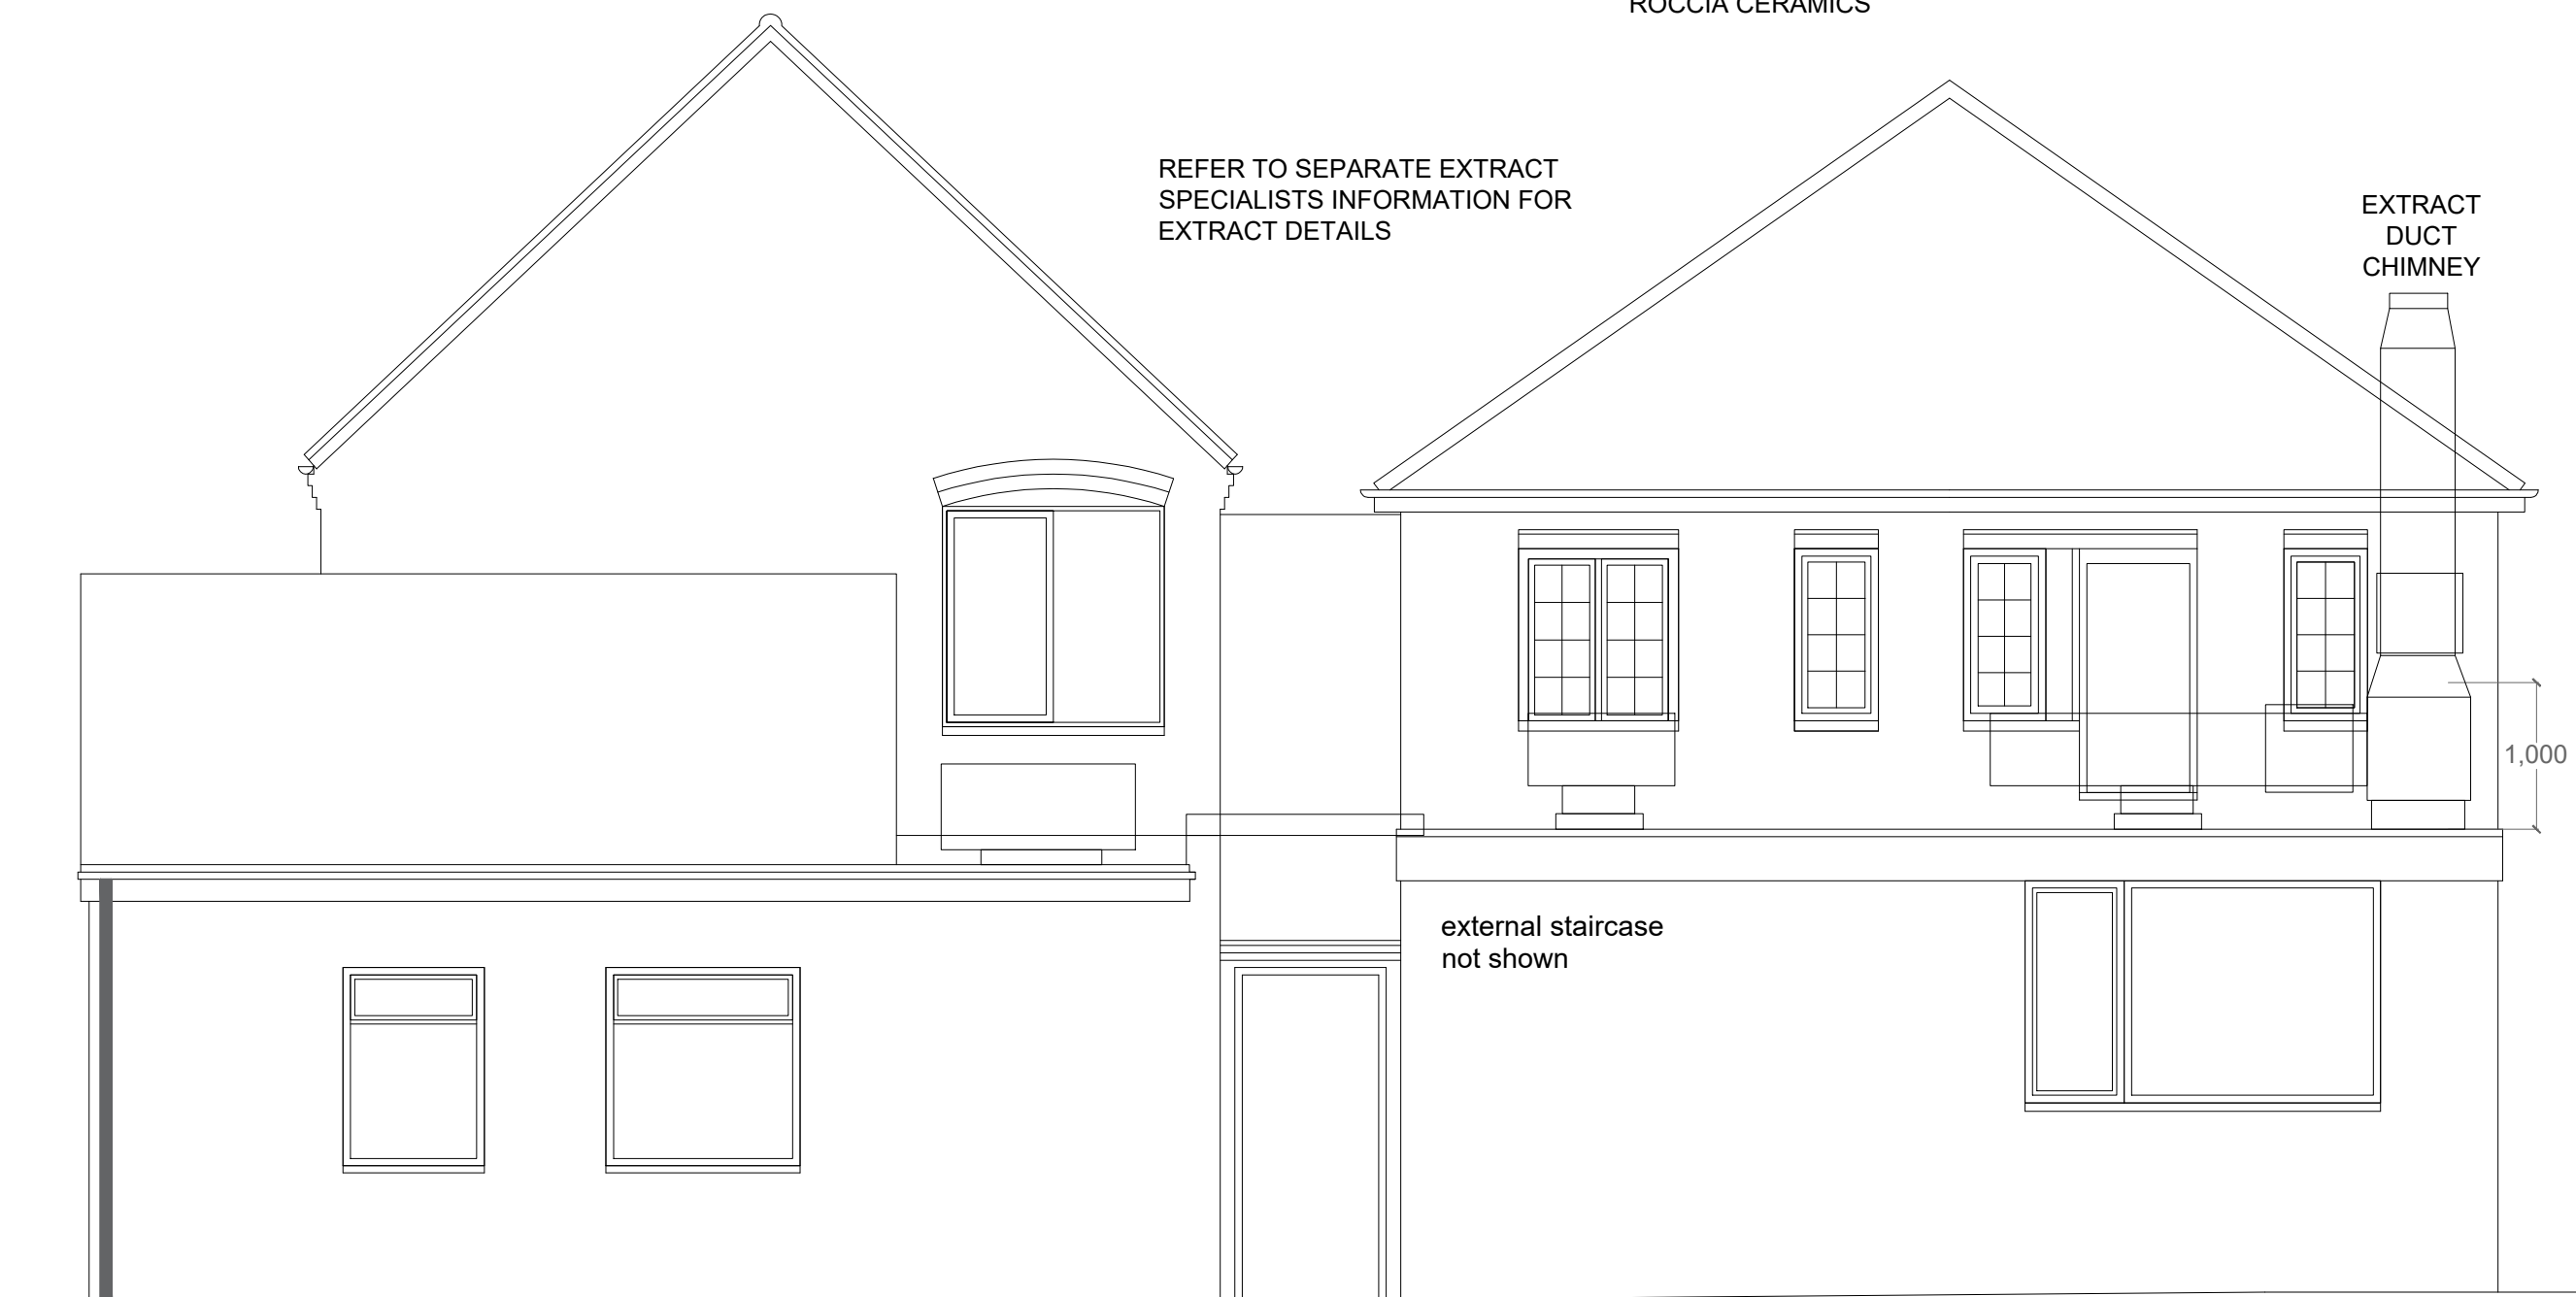 ROCCIA CERAMICS
REFER TO SEPARATE EXTRACT
SPECIALISTS INFORMATION FOR
EXTRACT DETAILS
EXTRACT
DUCT
CHIMNEY
1,000
external staircase
not shown